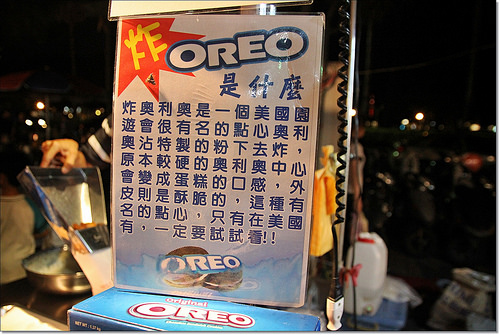 炸 OREO
是什麼
炸奧利奧是一個美國園
遊會很有名的點心。奧利
奧沾特製的粉下去炸,
原本較硬的奧利奧中心
會變成蛋糕口感,外
皮則是酥脆的,這種有
名的點心,只有在美國
有,一定要試試看!!
OREO
Original
OREO